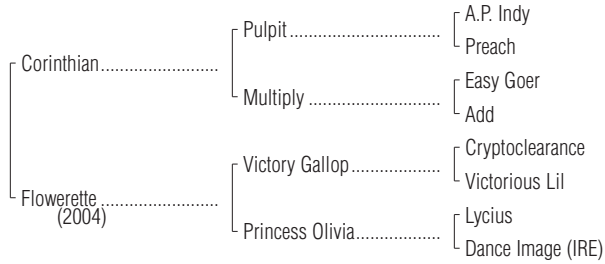 A.P. Indy
Pulpit
Preach
Corinthian
Easy Goer
Multiply
Add
Cryptoclearance
Victory Gallop
Victorious Lil
Flowerette
(2004)
Lycius
Princess Olivia
Dance Image (IRE)